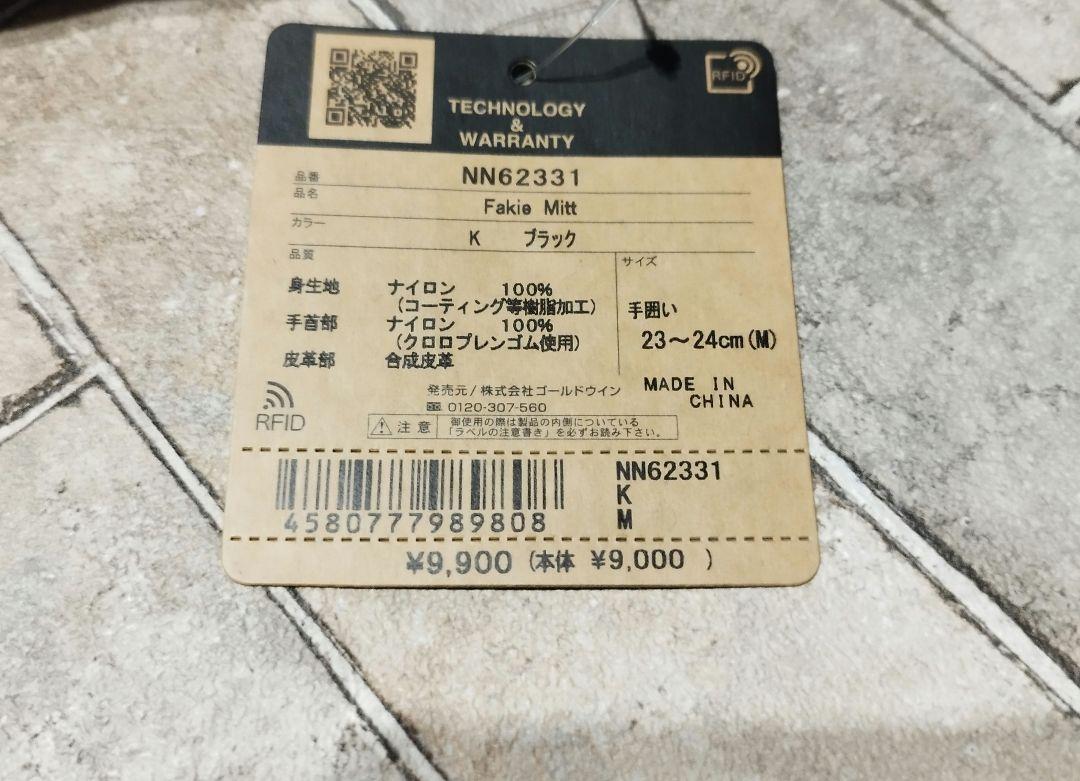 RFID
TECHNOLOGY
&
WARRANTY
品番 NN62331
品名 Fakie Mitt
カラー K ブラック
品質
身生地 ナイロン 100%
(コーティング等樹脂加工)
手首部 ナイロン 100%
(クロロプレンゴム使用)
皮革部 合成皮革
サイズ
手囲い
23～24cm(M)
MADE IN
CHINA
RFID
発売元/株式会社ゴールドウイン
0120-307-560
注意 御使用の際は製品の内側についている
「ラベルの注意書き」を必ずお読み下さい。
4580777989808
NN62331
K
M
¥9,900 (本体 ¥9,000 )